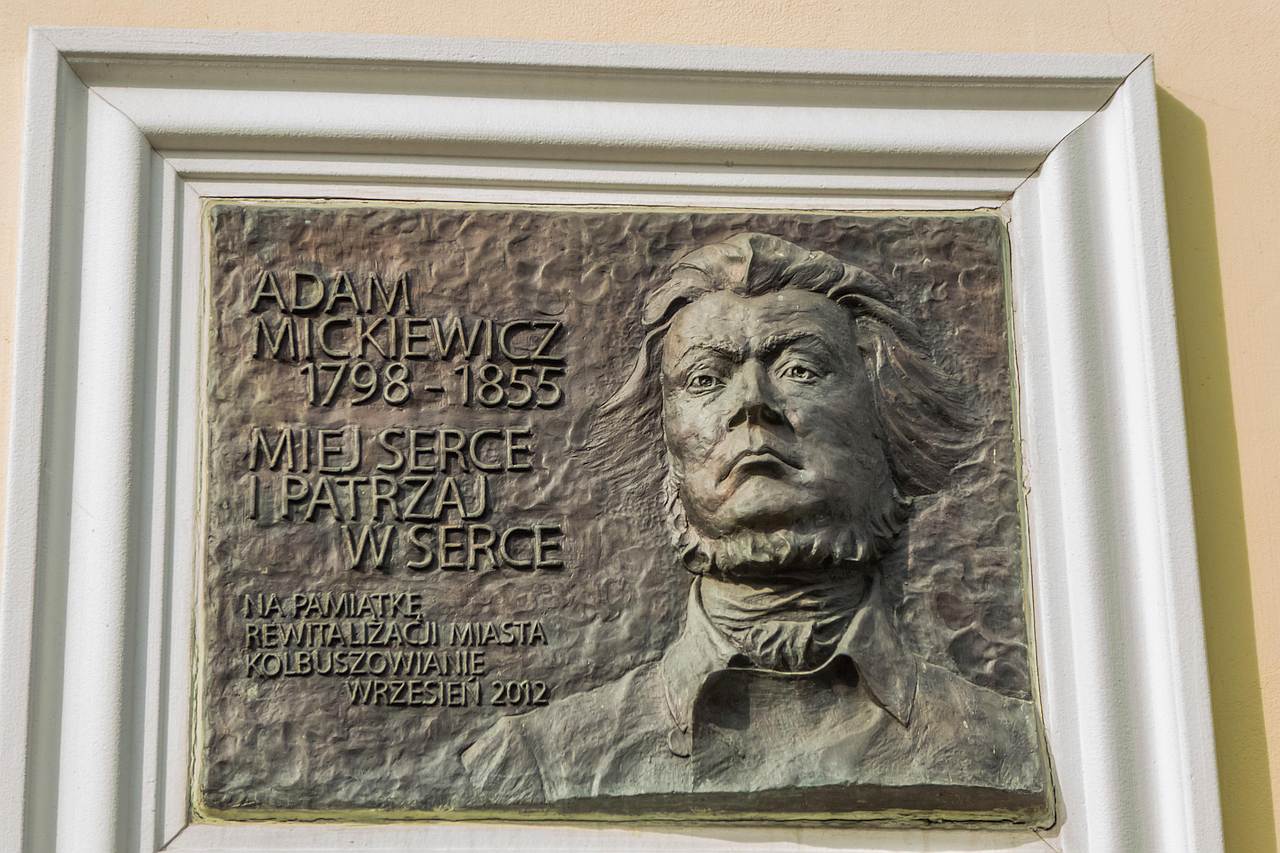 ADAM
MICKIEWICZ
1798 - 1855
MIEJ SERCE
I PATRZAJ
W SERCE
NA PAMIĄTKĘ
REWITALIZACJI MIASTA
KOLBUSZOWIANIE
WRZESIEŃ 2012